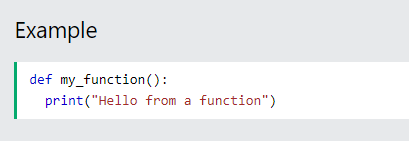 Example
def my_function():
  print("Hello from a function")